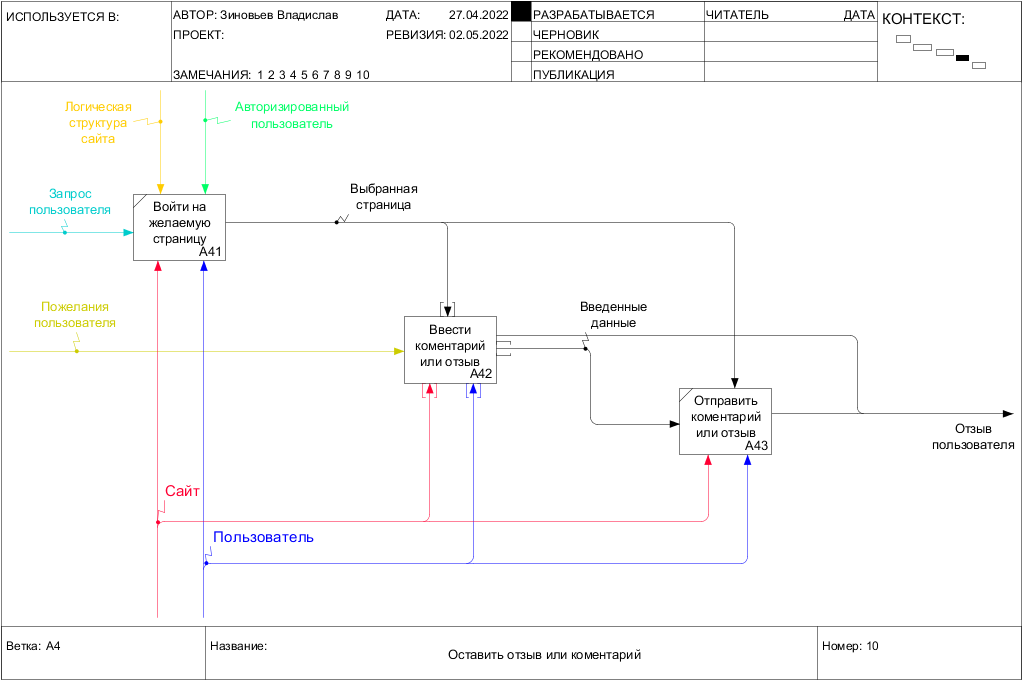 ИСПОЛЬЗУЕТСЯ В:
АВТОР: Зиновьев Владислав
ДАТА: 27.04.2022
РАЗРАБАТЫВАЕТСЯ
ЧИТАТЕЛЬ
ДАТА
КОНТЕКСТ:
ПРОЕКТ:
РЕВИЗИЯ: 02.05.2022
ЧЕРНОВИК
РЕКОМЕНДОВАНО
ЗАМЕЧАНИЯ: 1 2 3 4 5 6 7 8 9 10
ПУБЛИКАЦИЯ
Логическая
структура
сайта
Авторизированный
пользователь
Запрос
пользователя
Войти на
желаемую
страницу
A41
Выбранная
страница
Пожелания
пользователя
Ввести
коментарий
или отзыв
A42
Введенные
данные
Отправить
коментарий
или отзыв
A43
Отзыв
пользователя
Сайт
Пользователь
Ветка: A4
Название:
Оставить отзыв или коментарий
Номер: 10